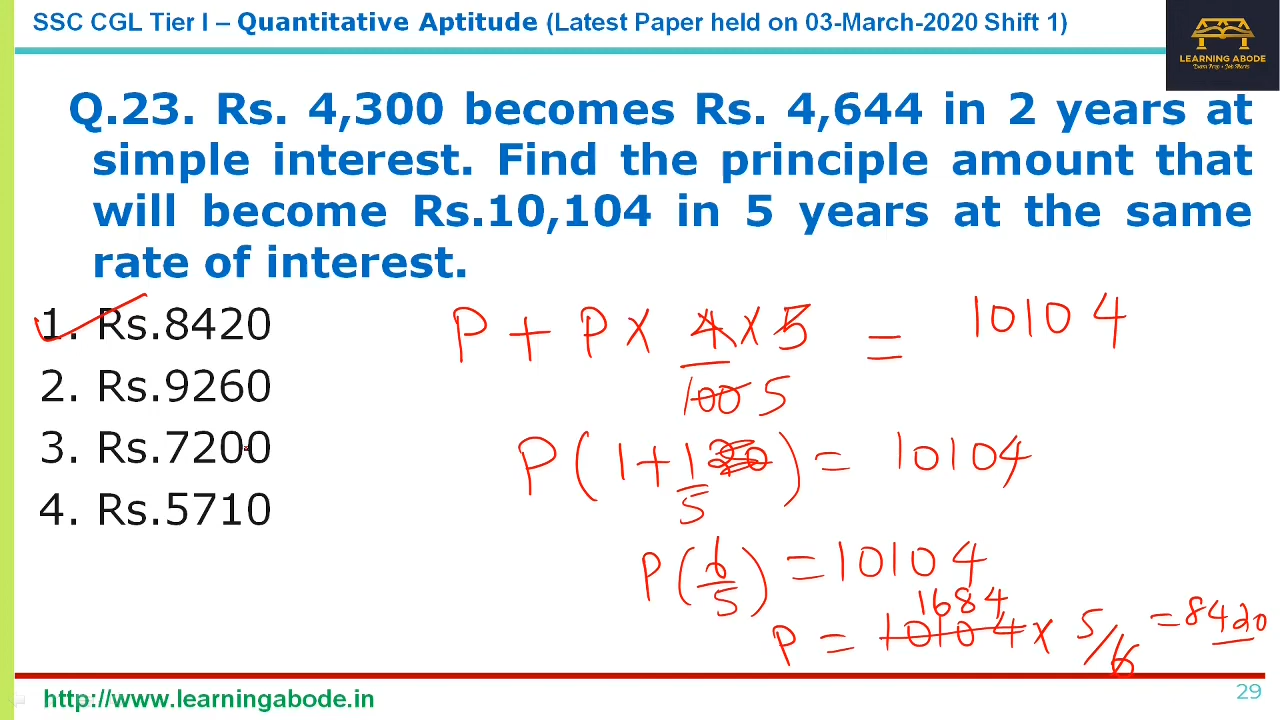 SSC CGL Tier I – Quantitative Aptitude (Latest Paper held on 03-March-2020 Shift 1)
LEARNING ABODE
Exam Prep • Job Alerts
Q.23. Rs. 4,300 becomes Rs. 4,644 in 2 years at
simple interest. Find the principle amount that
will become Rs.10,104 in 5 years at the same
rate of interest.
1. Rs.8420
2. Rs.9260
3. Rs.7200
4. Rs.5710
P + P × 4 × 5 = 10104
100 5
P ( 1 + 1 ) = 10104
5
P ( 6 ) = 10104
5
1684
P = 10104 × 5/6 = 8420
http://www.learningabode.in
29